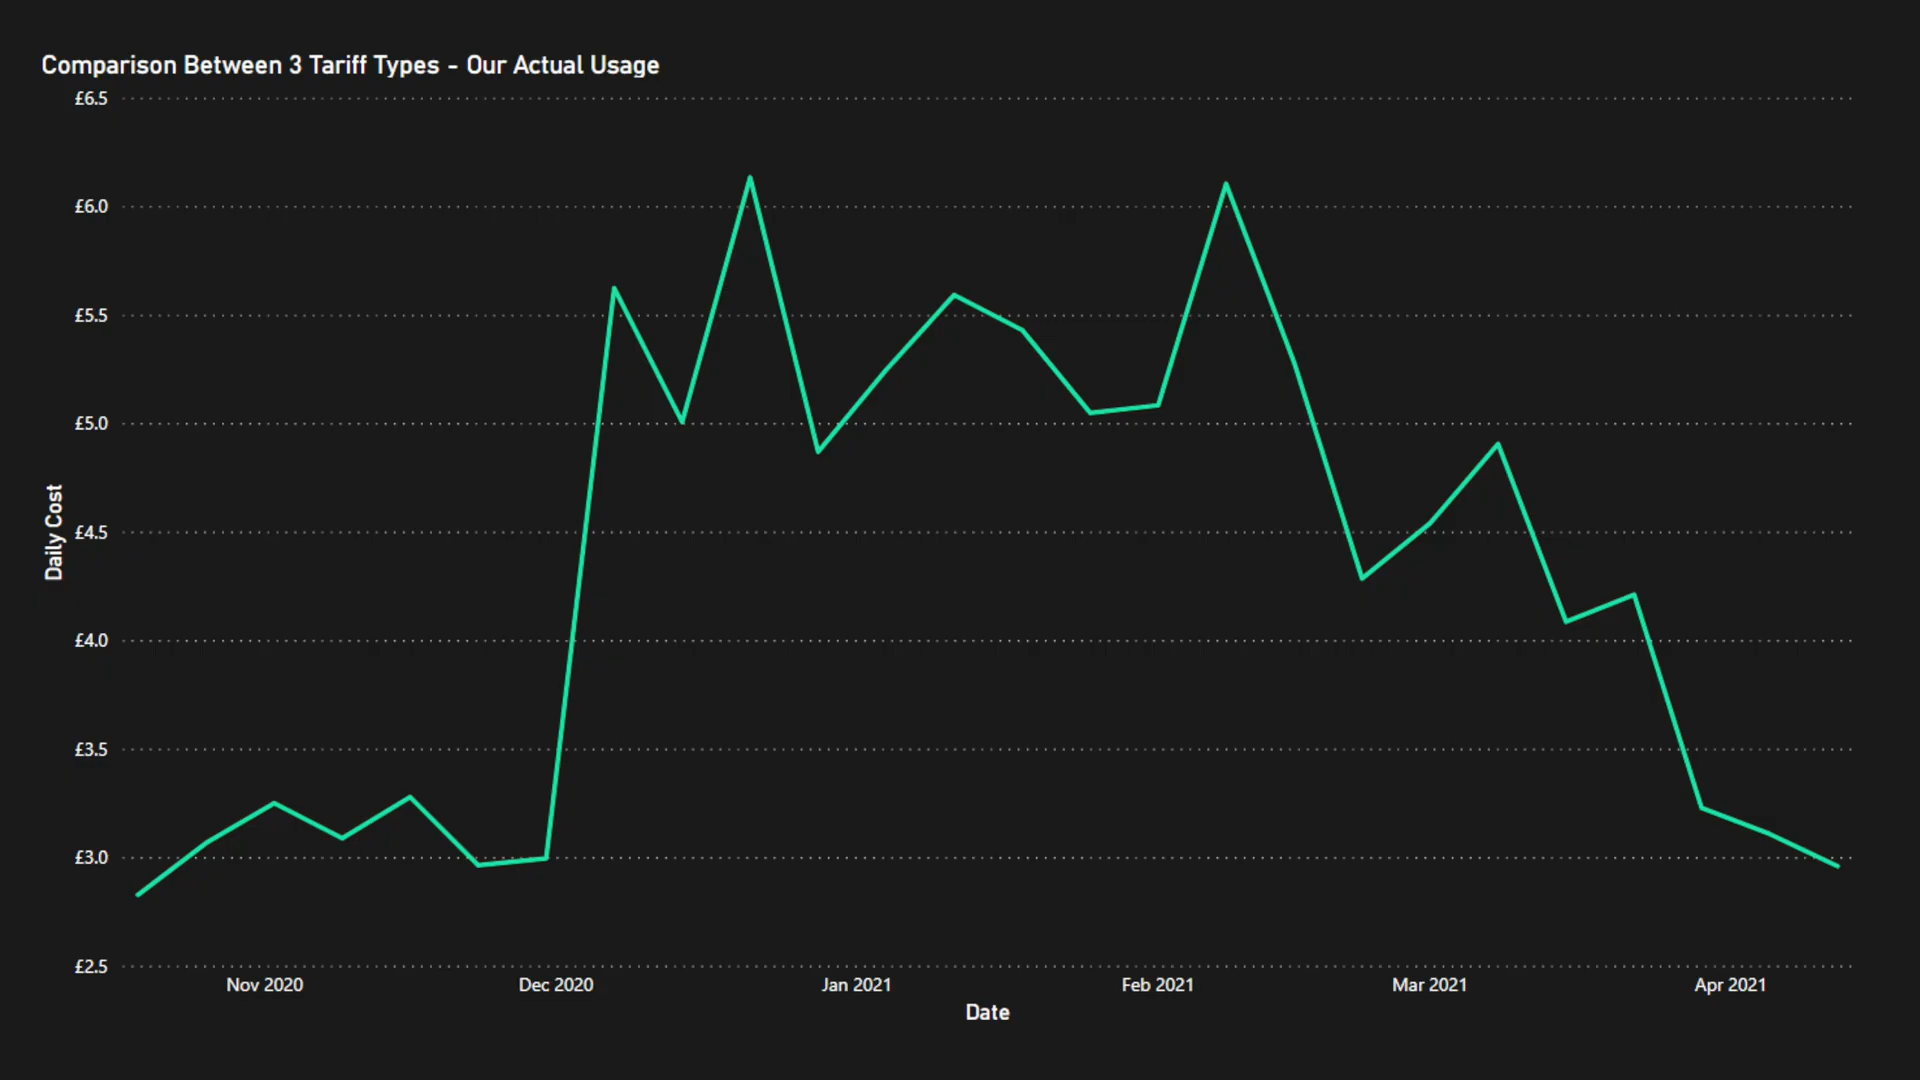 Comparison Between 3 Tariff Types - Our Actual Usage
£6.5
£6.0
£5.5
£5.0
£4.5
£4.0
£3.5
£3.0
£2.5
Daily Cost
Nov 2020 Dec 2020 Jan 2021 Feb 2021 Mar 2021 Apr 2021
Date